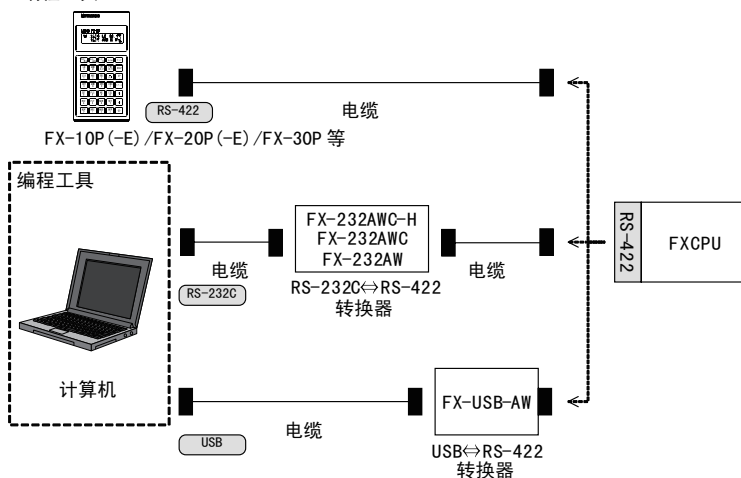 电缆
RS-422
FX-10P(-E)/FX-20P(-E)/FX-30P 等
编程工具
FX-232AWC-H
FX-232AWC
FX-232AW
电缆
电缆
RS-232C
RS-232C⇔RS-422
转换器
RS-422
FXCPU
计算机
FX-USB-AW
电缆
USB
USB⇔RS-422
转换器